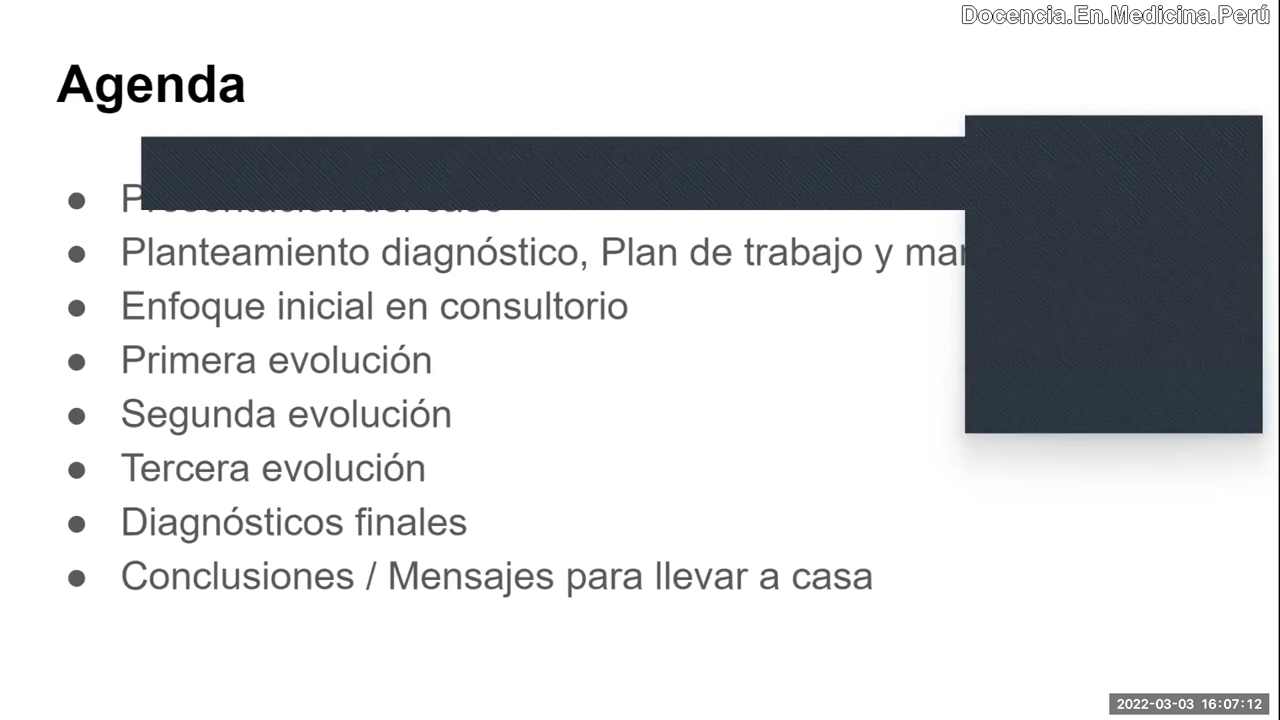 Docencia.En.Medicina.Perú
Agenda
● Planteamiento diagnóstico, Plan de trabajo y
● Enfoque inicial en consultorio
● Primera evolución
● Segunda evolución
● Tercera evolución
● Diagnósticos finales
● Conclusiones / Mensajes para llevar a casa
2022-03-03 16:07:12